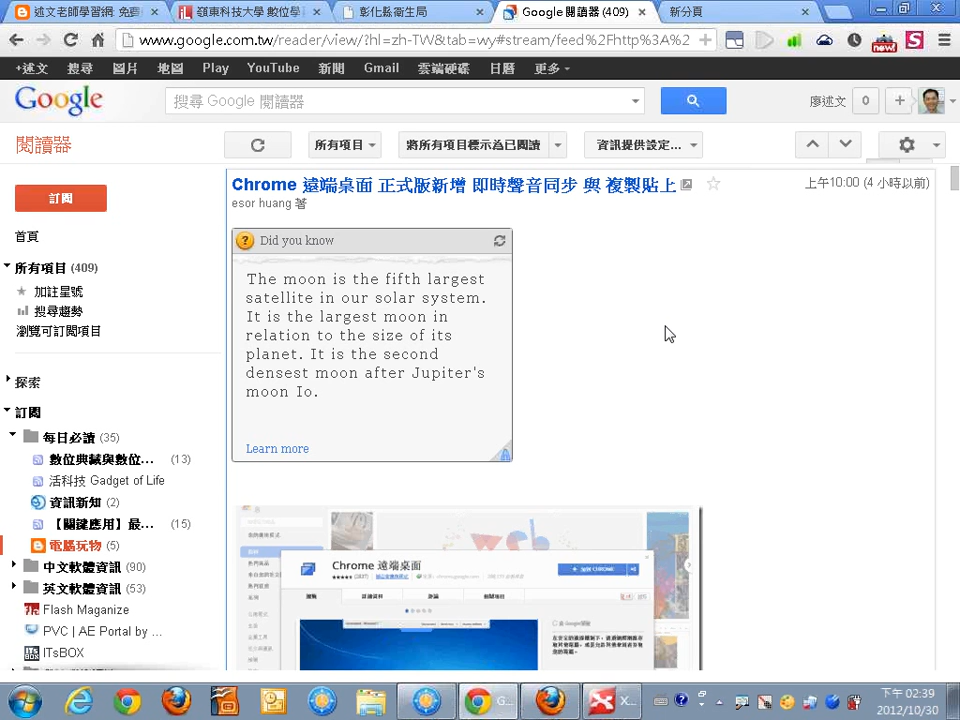 述文老師學習網: 免費
嶺東科技大學 數位學
彰化縣衛生局
Google 閱讀器 (409)
新分頁
www.google.com.tw/reader/view/?hl=zh-TW&tab=wy#stream/feed%2Fhttp%3A%2
now!
+述文 搜尋 圖片 地圖 Play YouTube 新聞 Gmail 雲端硬碟 日曆 更多
Google
搜尋 Google 閱讀器
廖述文 0
閱讀器
所有項目
將所有項目標示為已閱讀
資訊提供設定...
訂閱
首頁
所有項目 (409)
加註星號
搜尋趨勢
瀏覽可訂閱項目
探索
訂閱
每日必讀 (35)
數位典藏與數位... (13)
活科技 Gadget of Life
資訊新知 (2)
【關鍵應用】最... (15)
電腦玩物 (5)
中文軟體資訊 (90)
英文軟體資訊 (53)
Flash Maganize
PVC | AE Portal by ...
ITsBOX
Chrome 遠端桌面 正式版新增 即時聲音同步 與 複製貼上
上午10:00 (4 小時以前)
esor huang 著
Did you know
The moon is the fifth largest
satellite in our solar system.
It is the largest moon in
relation to the size of its
planet. It is the second
densest moon after Jupiter's
moon Io.
Learn more
Chrome 遠端桌面
下午 02:39
2012/10/30